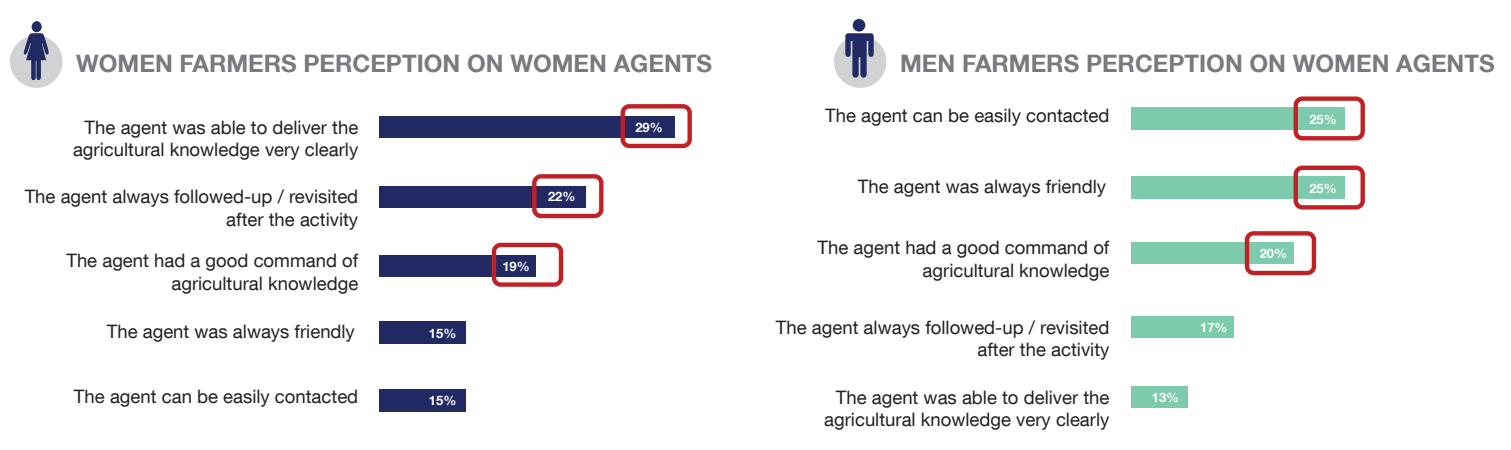 WOMEN FARMERS PERCEPTION ON WOMEN AGENTS
The agent was able to deliver the
agricultural knowledge very clearly
29%
The agent always followed-up / revisited
after the activity
22%
The agent had a good command of
agricultural knowledge
19%
The agent was always friendly
15%
The agent can be easily contacted
15%
MEN FARMERS PERCEPTION ON WOMEN AGENTS
The agent can be easily contacted
25%
The agent was always friendly
25%
The agent had a good command of
agricultural knowledge
20%
The agent always followed-up / revisited
after the activity
17%
The agent was able to deliver the
agricultural knowledge very clearly
13%